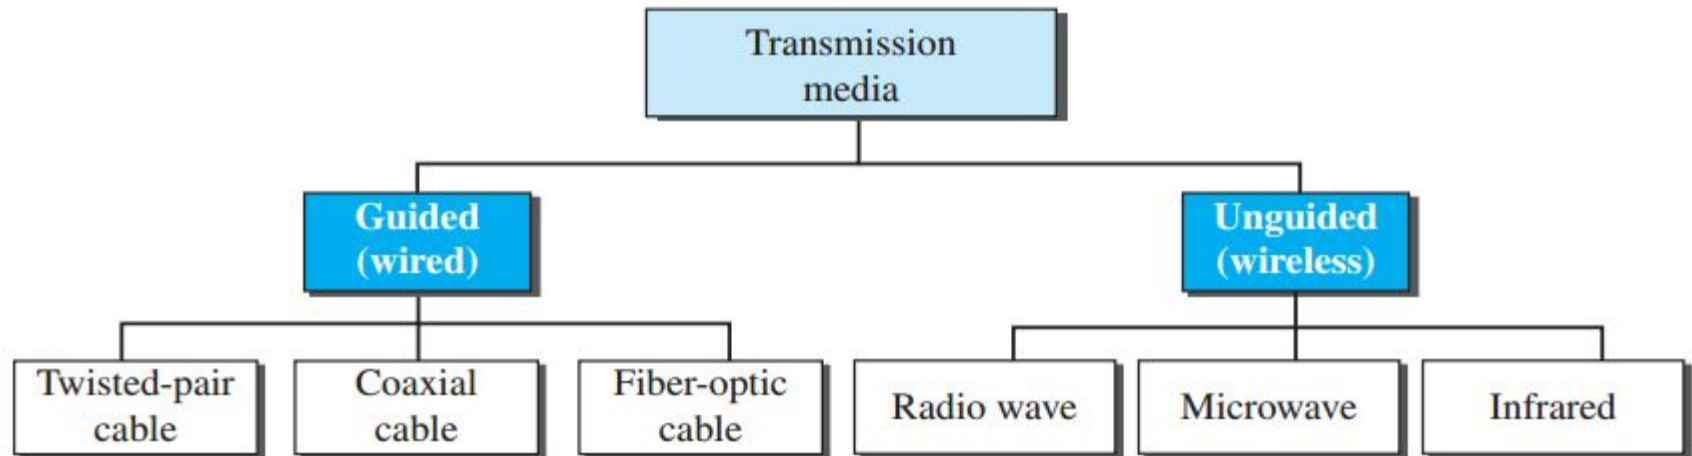 Transmission
media
Guided
(wired)
Unguided
(wireless)
Twisted-pair
cable
Coaxial
cable
Fiber-optic
cable
Radio wave
Microwave
Infrared